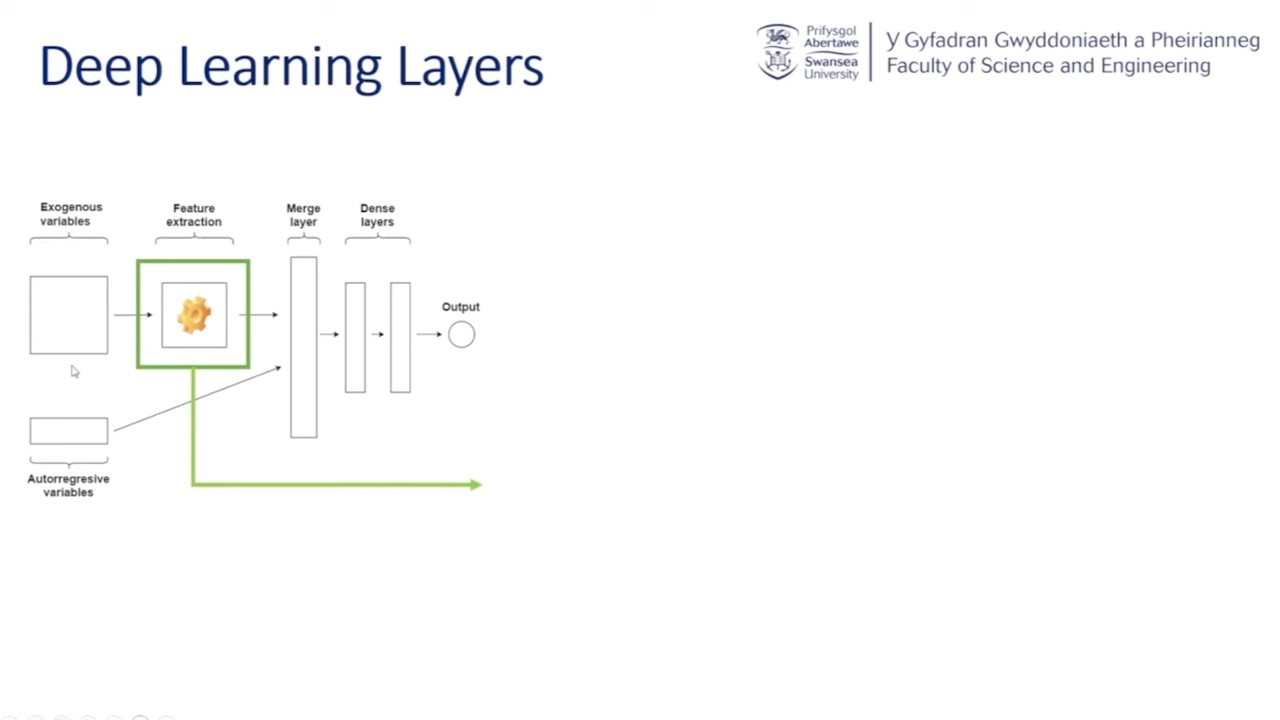 Deep Learning Layers
Prifysgol
Abertawe
Swansea
University
Y Gyfadran Gwyddoniaeth a Pheirianneg
Faculty of Science and Engineering
Exogenous
variables
Feature
extraction
Merge
layer
Dense
layers
Output
Autorregresive
variables